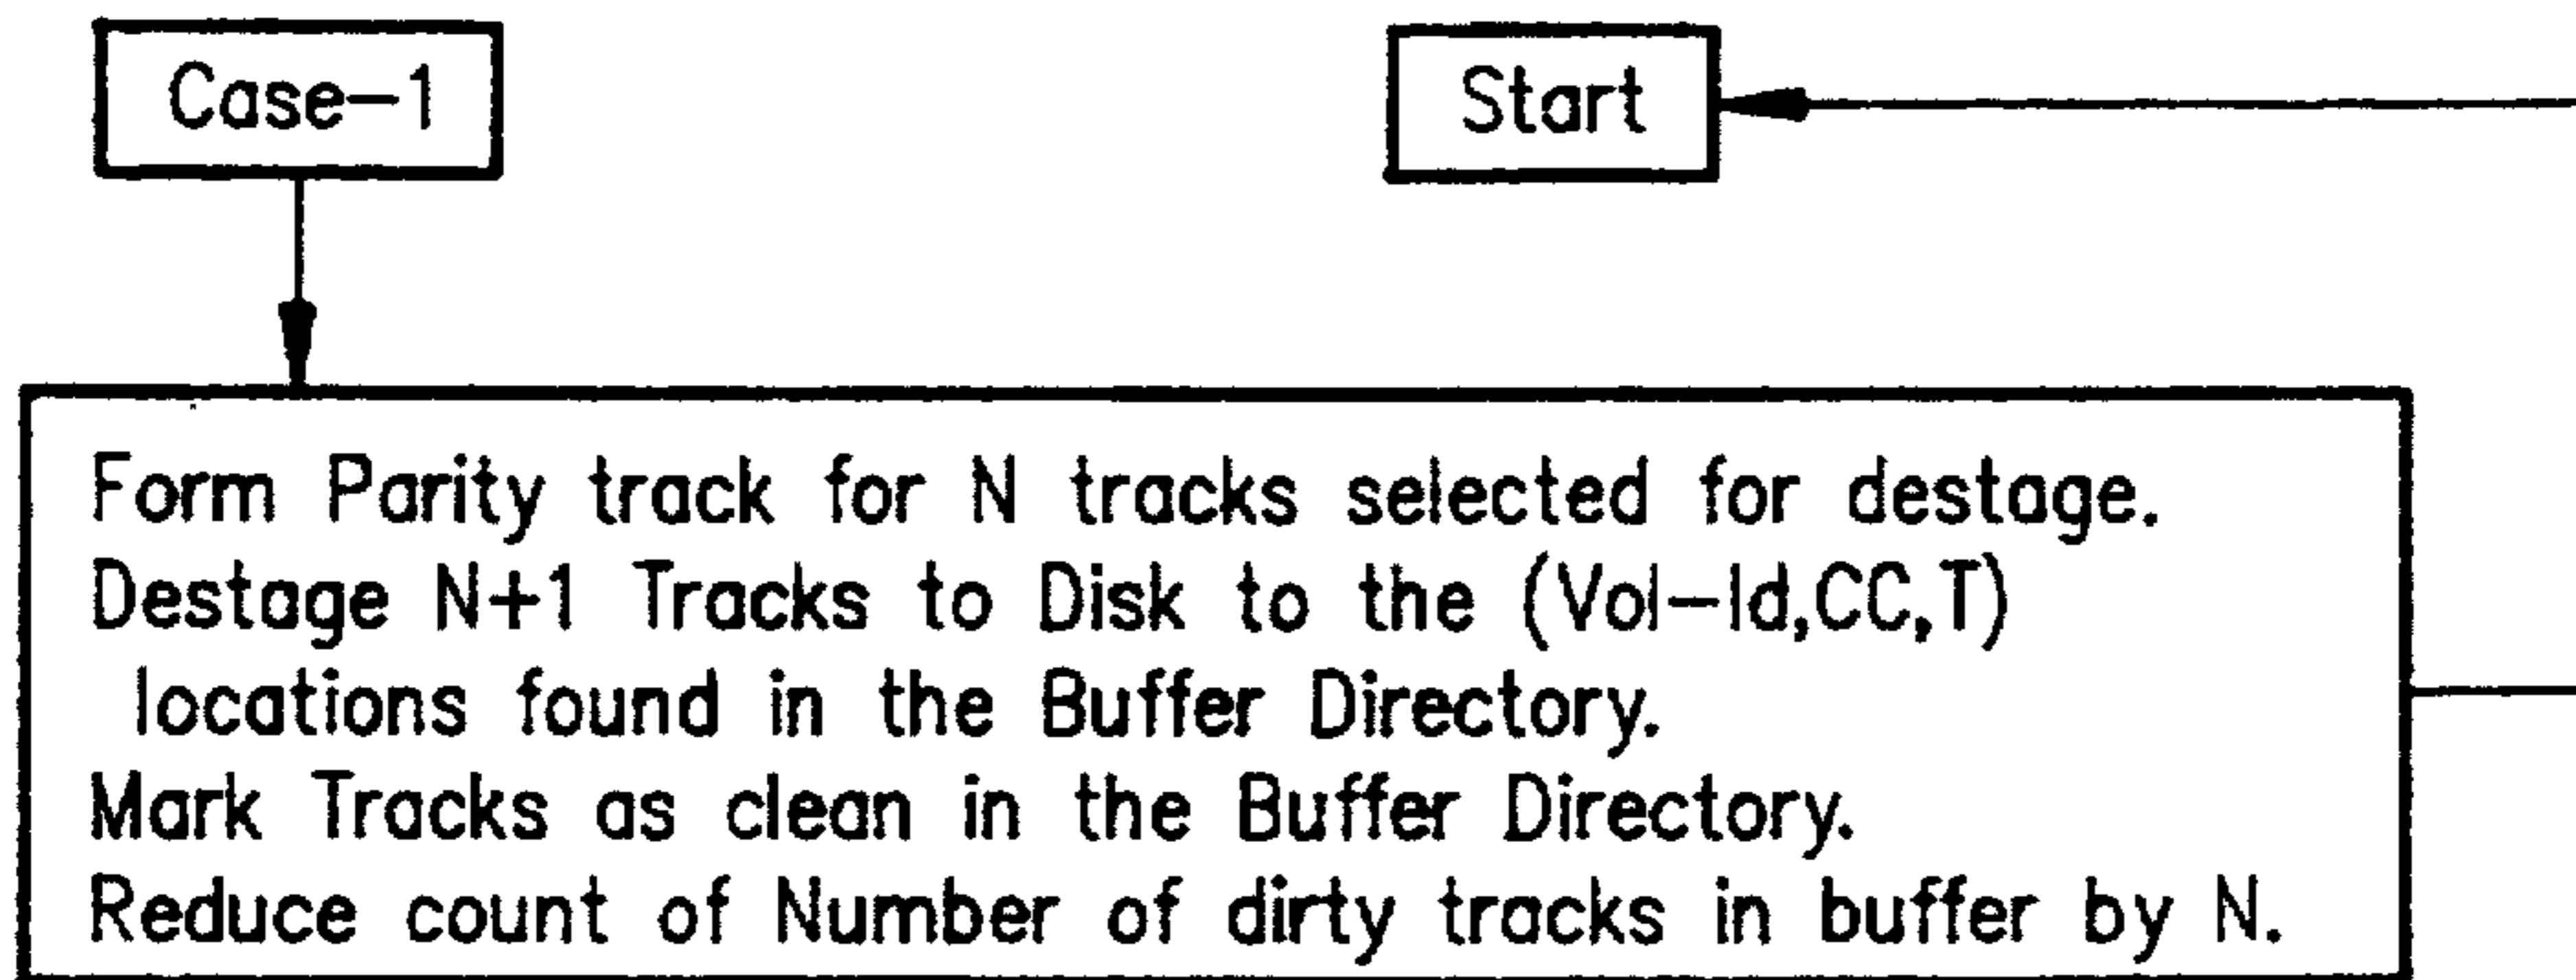 Case-1
Start
Form Parity track for N tracks selected for destage.
Destage N+1 Tracks to Disk to the (Vol-Id,CC,T)
locations found in the Buffer Directory.
Mark Tracks as clean in the Buffer Directory.
Reduce count of Number of dirty tracks in buffer by N.